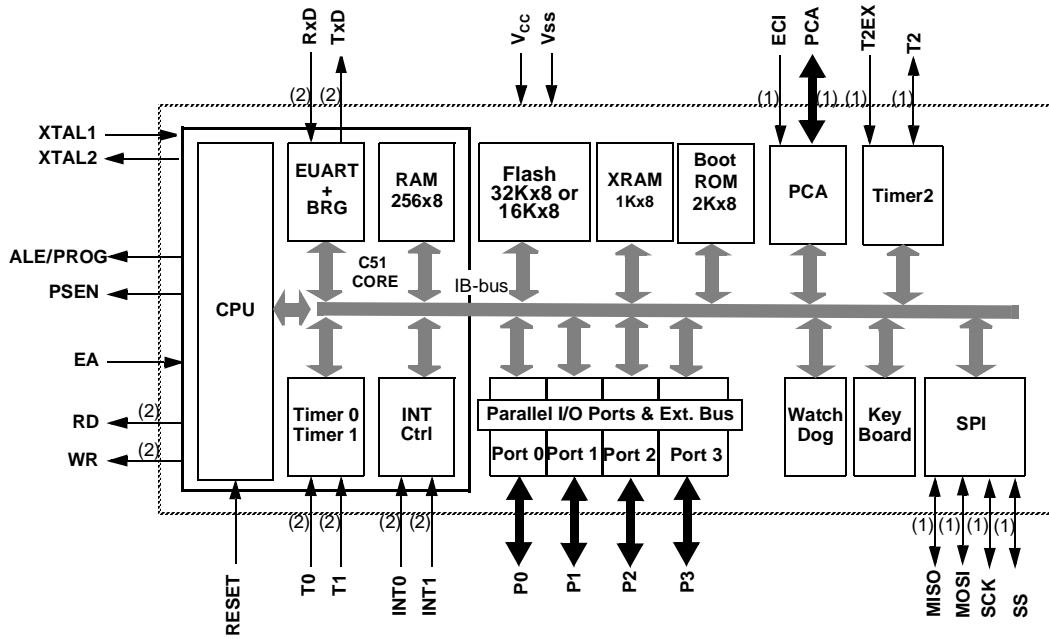 RxD
TxD
Vcc
Vss
ECI
PCA
T2EX
T2
(2)
(2)
(1)
(1)
(1)
(1)
XTAL1
XTAL2
ALE/PROG
PSEN
EA
RD
(2)
WR
(2)
CPU
EUART
+
BRG
RAM
256x8
C51
CORE
IB-bus
Flash
32Kx8 or
16Kx8
XRAM
1Kx8
Boot
ROM
2Kx8
PCA
Timer2
Timer 0
Timer 1
INT
Ctrl
Parallel I/O Ports & Ext. Bus
Port 0
Port 1
Port 2
Port 3
Watch
Dog
Key
Board
SPI
(2)
(2)
(2)
(2)
(1)
(1)
(1)
(1)
RESET
T0
T1
INT0
INT1
P0
P1
P2
P3
MISO
MOSI
SCK
SS